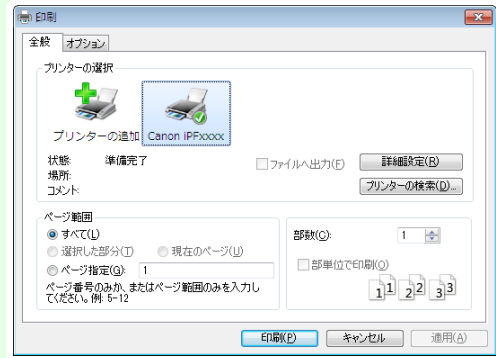 印刷
全般 オプション
プリンターの選択
プリンターの追加 Canon iPFxxxx
状態: 準備完了
場所:
コメント:
ファイルへ出力(F)
詳細設定(R)
プリンターの検索(D)...
ページ範囲
すべて(L)
選択した部分(T) 現在のページ(U)
ページ指定(G): 1
ページ番号のみか、またはページ範囲のみを入力し
てください。例: 5-12
部数(C): 1
部単位で印刷(O)
1 1 2 2 3 3
印刷(P) キャンセル 適用(A)